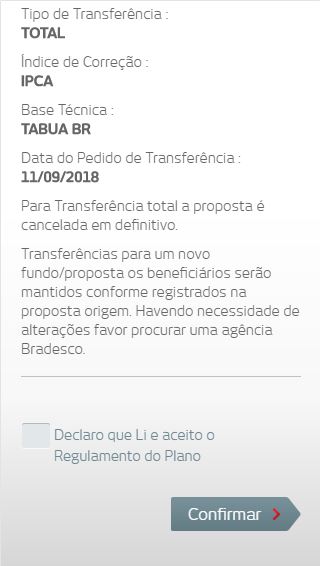 Tipo de Transferência :
TOTAL
Índice de Correção :
IPCA
Base Técnica :
TABUA BR
Data do Pedido de Transferência :
11/09/2018
Para Transferência total a proposta é
cancelada em definitivo.
Transferências para um novo
fundo/proposta os beneficiários serão
mantidos conforme registrados na
proposta origem. Havendo necessidade de
alterações favor procurar uma agência
Bradesco.
Declaro que Li e aceito o
Regulamento do Plano
Confirmar